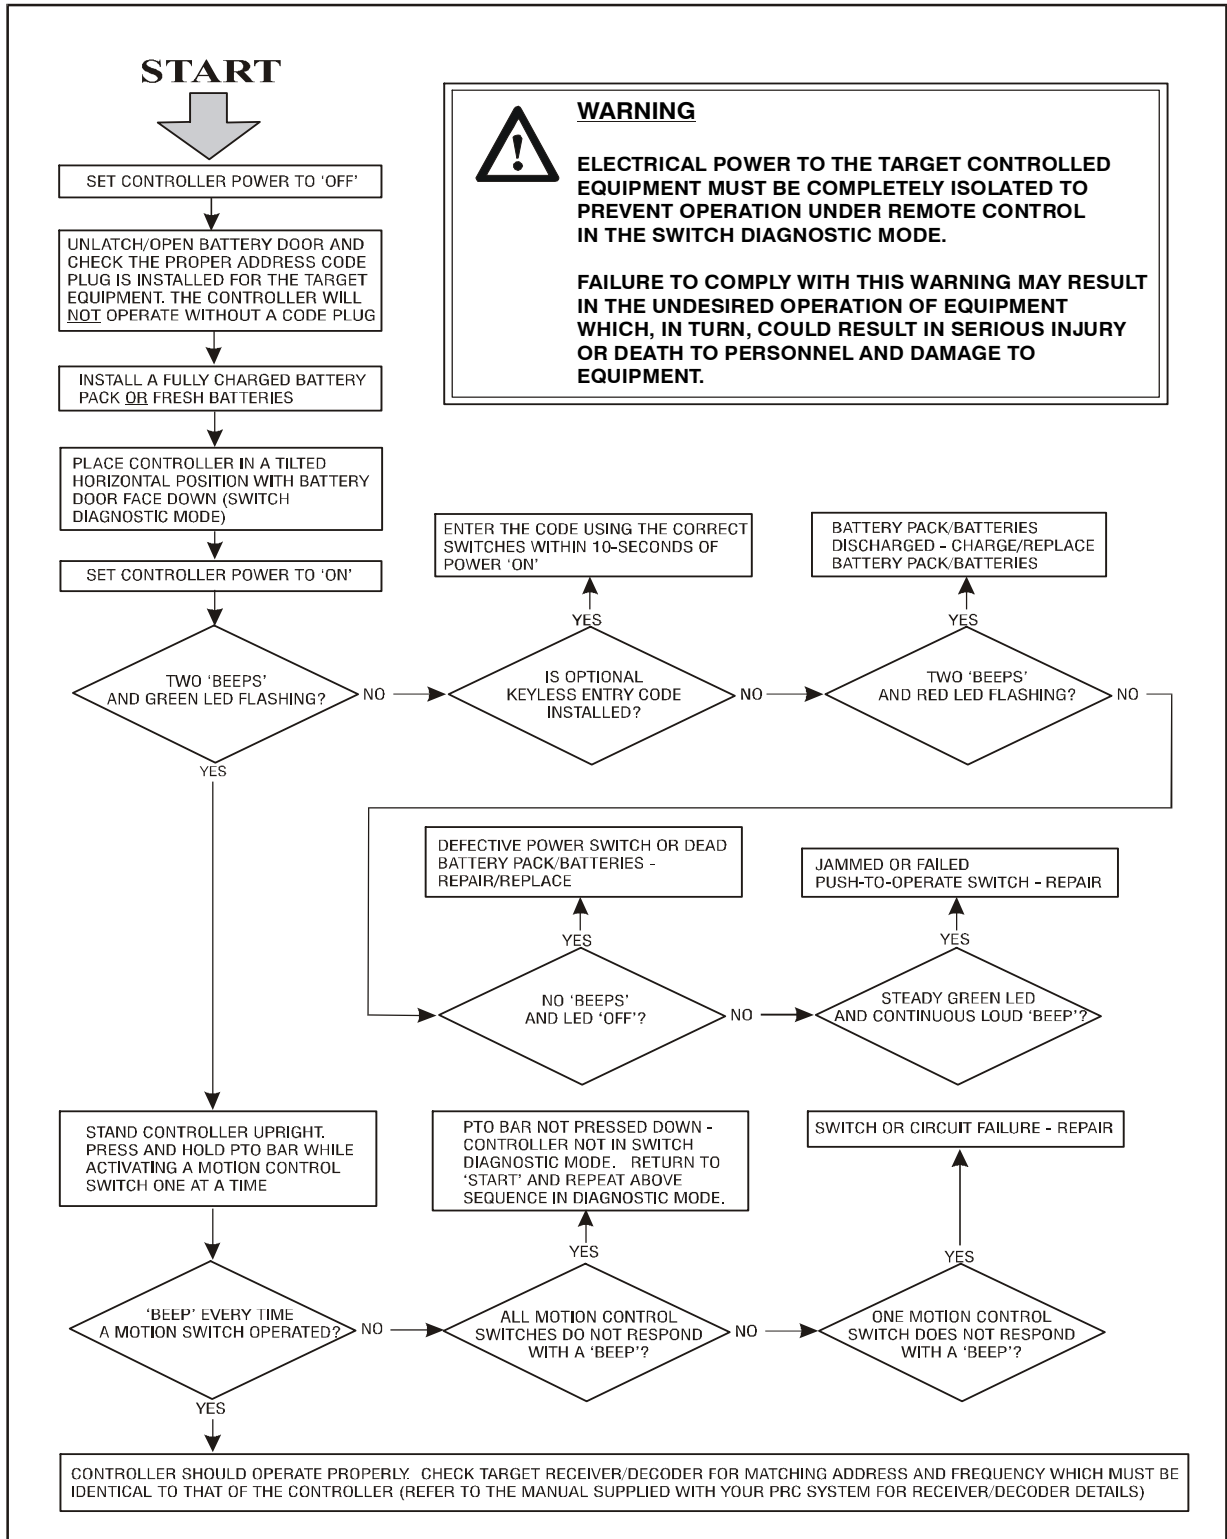 START
WARNING
ELECTRICAL POWER TO THE TARGET CONTROLLED
EQUIPMENT MUST BE COMPLETELY ISOLATED TO
PREVENT OPERATION UNDER REMOTE CONTROL
IN THE SWITCH DIAGNOSTIC MODE.
FAILURE TO COMPLY WITH THIS WARNING MAY RESULT
IN THE UNDESIRED OPERATION OF EQUIPMENT
WHICH, IN TURN, COULD RESULT IN SERIOUS INJURY
OR DEATH TO PERSONNEL AND DAMAGE TO
EQUIPMENT.
SET CONTROLLER POWER TO 'OFF'
UNLATCH/OPEN BATTERY DOOR AND
CHECK THE PROPER ADDRESS CODE
PLUG IS INSTALLED FOR THE TARGET
EQUIPMENT. THE CONTROLLER WILL
NOT OPERATE WITHOUT A CODE PLUG
INSTALL A FULLY CHARGED BATTERY
PACK OR FRESH BATTERIES
PLACE CONTROLLER IN A TILTED
HORIZONTAL POSITION WITH BATTERY
DOOR FACE DOWN (SWITCH
DIAGNOSTIC MODE)
SET CONTROLLER POWER TO 'ON'
ENTER THE CODE USING THE CORRECT
SWITCHES WITHIN 10-SECONDS OF
POWER 'ON'
BATTERY PACK/BATTERIES
DISCHARGED - CHARGE/REPLACE
BATTERY PACK/BATTERIES
YES
YES
TWO 'BEEPS'
AND GREEN LED FLASHING?
NO
IS OPTIONAL
KEYLESS ENTRY CODE
INSTALLED?
NO
TWO 'BEEPS'
AND RED LED FLASHING?
NO
YES
DEFECTIVE POWER SWITCH OR DEAD
BATTERY PACK/BATTERIES -
REPAIR/REPLACE
JAMMED OR FAILED
PUSH-TO-OPERATE SWITCH - REPAIR
YES
YES
NO 'BEEPS'
AND LED 'OFF'?
NO
STEADY GREEN LED
AND CONTINUOUS LOUD 'BEEP'?
STAND CONTROLLER UPRIGHT.
PRESS AND HOLD PTO BAR WHILE
ACTIVATING A MOTION CONTROL
SWITCH ONE AT A TIME
PTO BAR NOT PRESSED DOWN -
CONTROLLER NOT IN SWITCH
DIAGNOSTIC MODE. RETURN TO
'START' AND REPEAT ABOVE
SEQUENCE IN DIAGNOSTIC MODE.
SWITCH OR CIRCUIT FAILURE - REPAIR
YES
YES
'BEEP' EVERY TIME
A MOTION SWITCH OPERATED?
NO
ALL MOTION CONTROL
SWITCHES DO NOT RESPOND
WITH A 'BEEP'?
NO
ONE MOTION CONTROL
SWITCH DOES NOT RESPOND
WITH A 'BEEP'?
YES
CONTROLLER SHOULD OPERATE PROPERLY. CHECK TARGET RECEIVER/DECODER FOR MATCHING ADDRESS AND FREQUENCY WHICH MUST BE
IDENTICAL TO THAT OF THE CONTROLLER (REFER TO THE MANUAL SUPPLIED WITH YOUR PRC SYSTEM FOR RECEIVER/DECODER DETAILS)